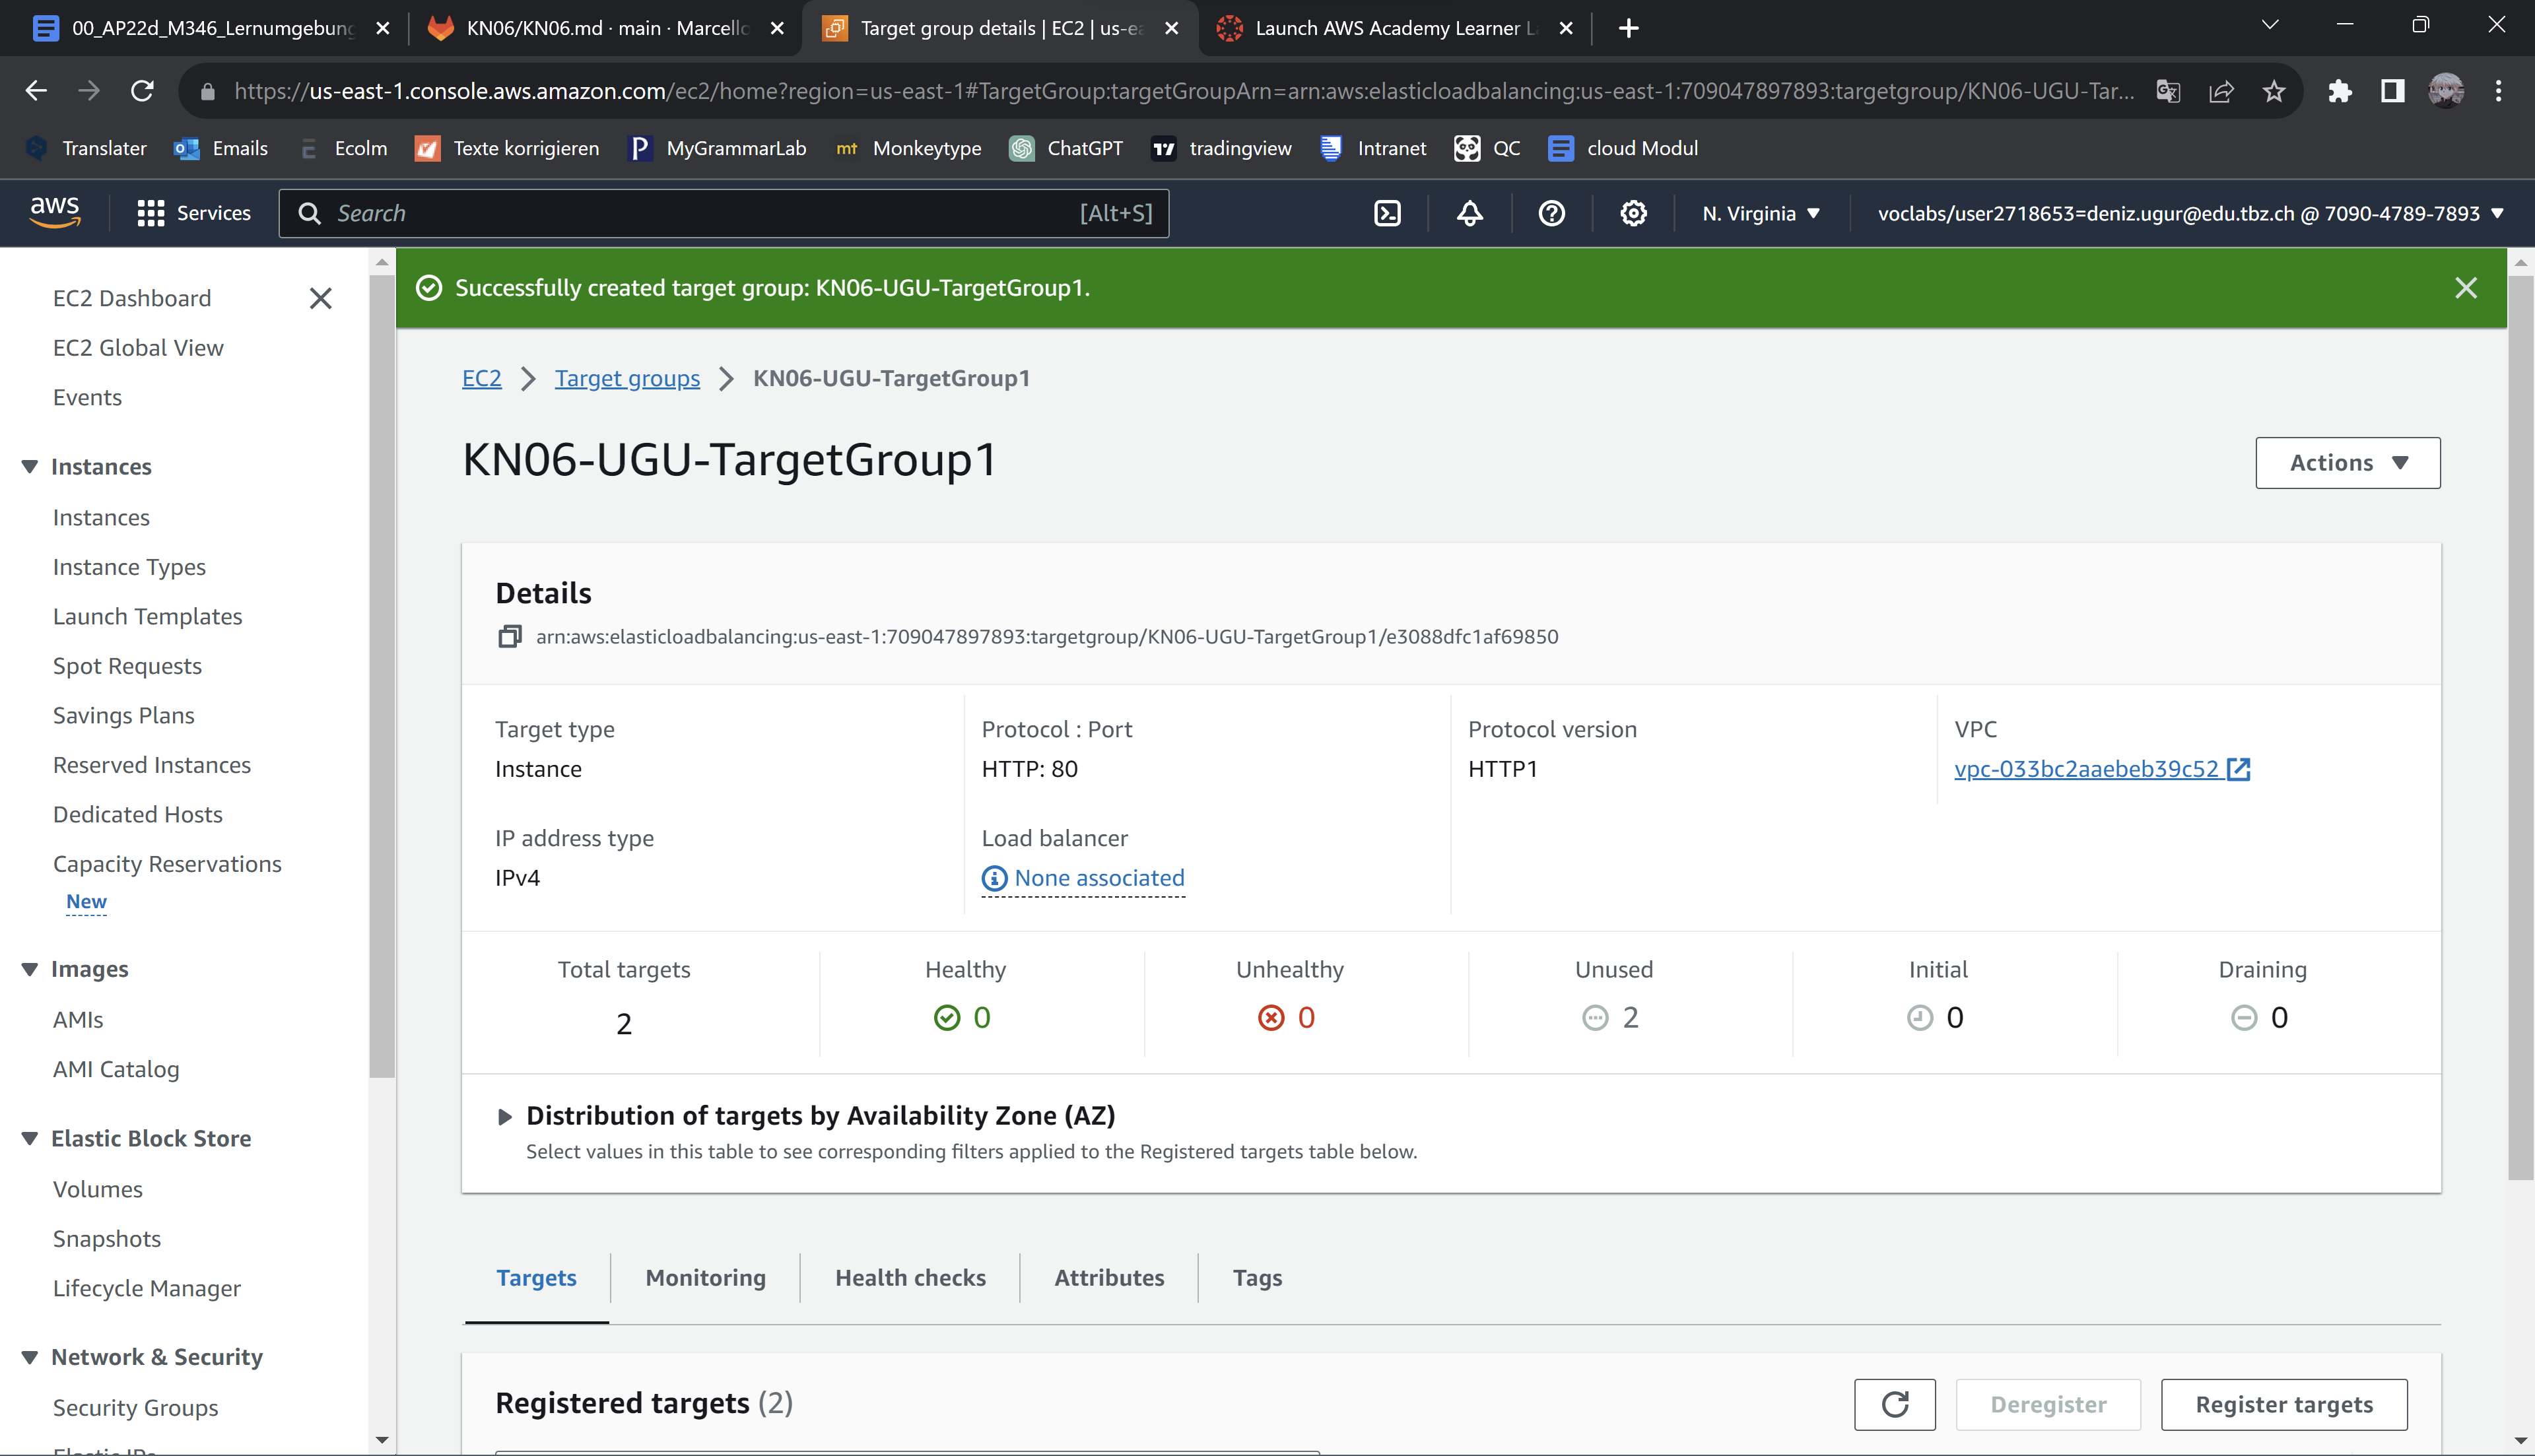 00_AP22d_M346_Lernumgebung
KN06/KN06.md · main · Marcello
Target group details | EC2 | us-ea
Launch AWS Academy Learner L
https://us-east-1.console.aws.amazon.com/ec2/home?region=us-east-1#TargetGroup:targetGroupArn=arn:aws:elasticloadbalancing:us-east-1:709047897893:targetgroup/KN06-UGU-Tar...
Translater
Emails
Ecolm
Texte korrigieren
MyGrammarLab
mt Monkeytype
ChatGPT
tradingview
Intranet
QC
cloud Modul
aws
Services
Search
[Alt+S]
N. Virginia
voclabs/user2718653=deniz.ugur@edu.tbz.ch @ 7090-4789-7893
EC2 Dashboard
EC2 Global View
Events
Instances
Instances
Instance Types
Launch Templates
Spot Requests
Savings Plans
Reserved Instances
Dedicated Hosts
Capacity Reservations
New
Images
AMIs
AMI Catalog
Elastic Block Store
Volumes
Snapshots
Lifecycle Manager
Network & Security
Security Groups
Elastic IPs
Successfully created target group: KN06-UGU-TargetGroup1.
EC2 > Target groups > KN06-UGU-TargetGroup1
KN06-UGU-TargetGroup1
Actions
Details
arn:aws:elasticloadbalancing:us-east-1:709047897893:targetgroup/KN06-UGU-TargetGroup1/e3088dfc1af69850
Target type
Instance
Protocol : Port
HTTP: 80
Protocol version
HTTP1
VPC
vpc-033bc2aaebeb39c52
IP address type
IPv4
Load balancer
None associated
Total targets
2
Healthy
0
Unhealthy
0
Unused
2
Initial
0
Draining
0
Distribution of targets by Availability Zone (AZ)
Select values in this table to see corresponding filters applied to the Registered targets table below.
Targets
Monitoring
Health checks
Attributes
Tags
Registered targets (2)
Deregister
Register targets